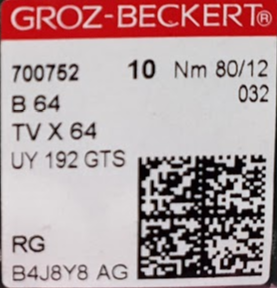 GROZ-BECKERT®
700752 10 Nm 80/12
032
B 64
TV X 64
UY 192 GTS
RG
B4J8Y8 AG